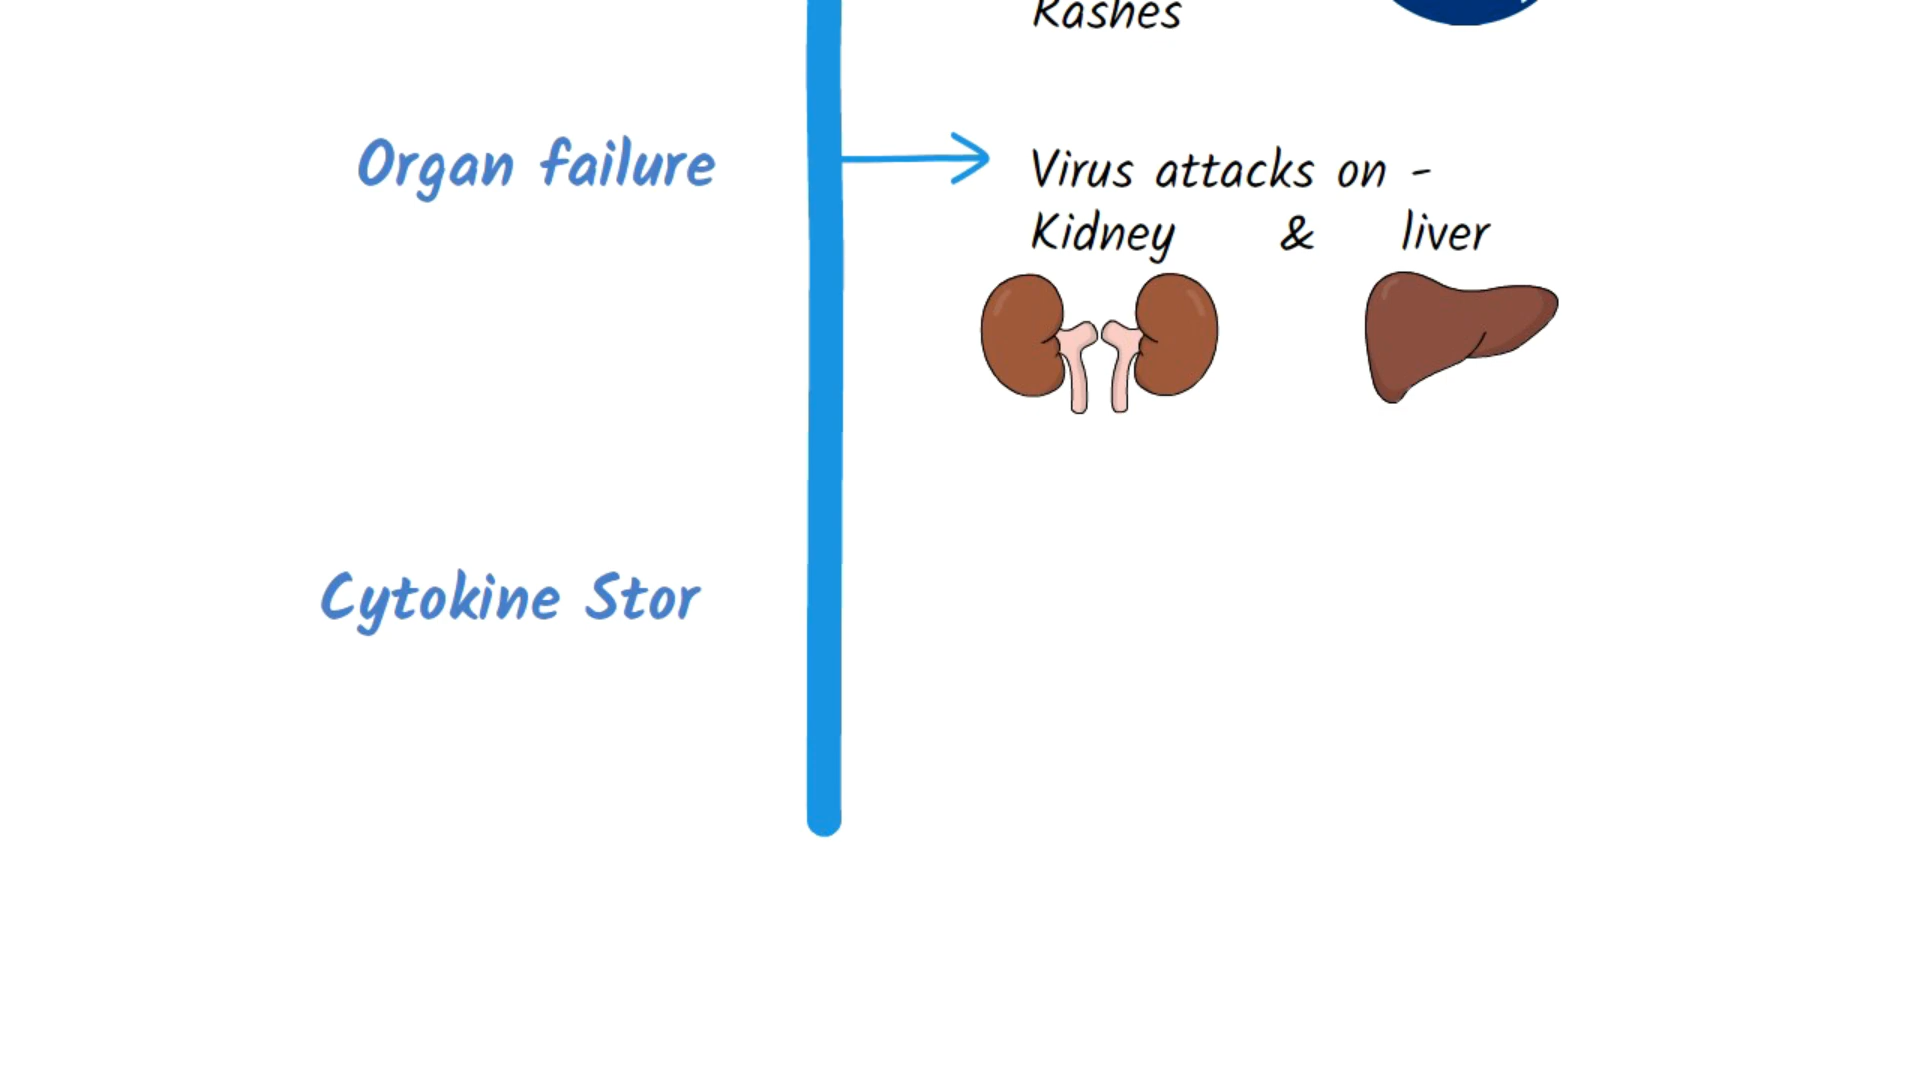 Rashes
Organ failure
Virus attacks on -
Kidney & liver
Cytokine Stor